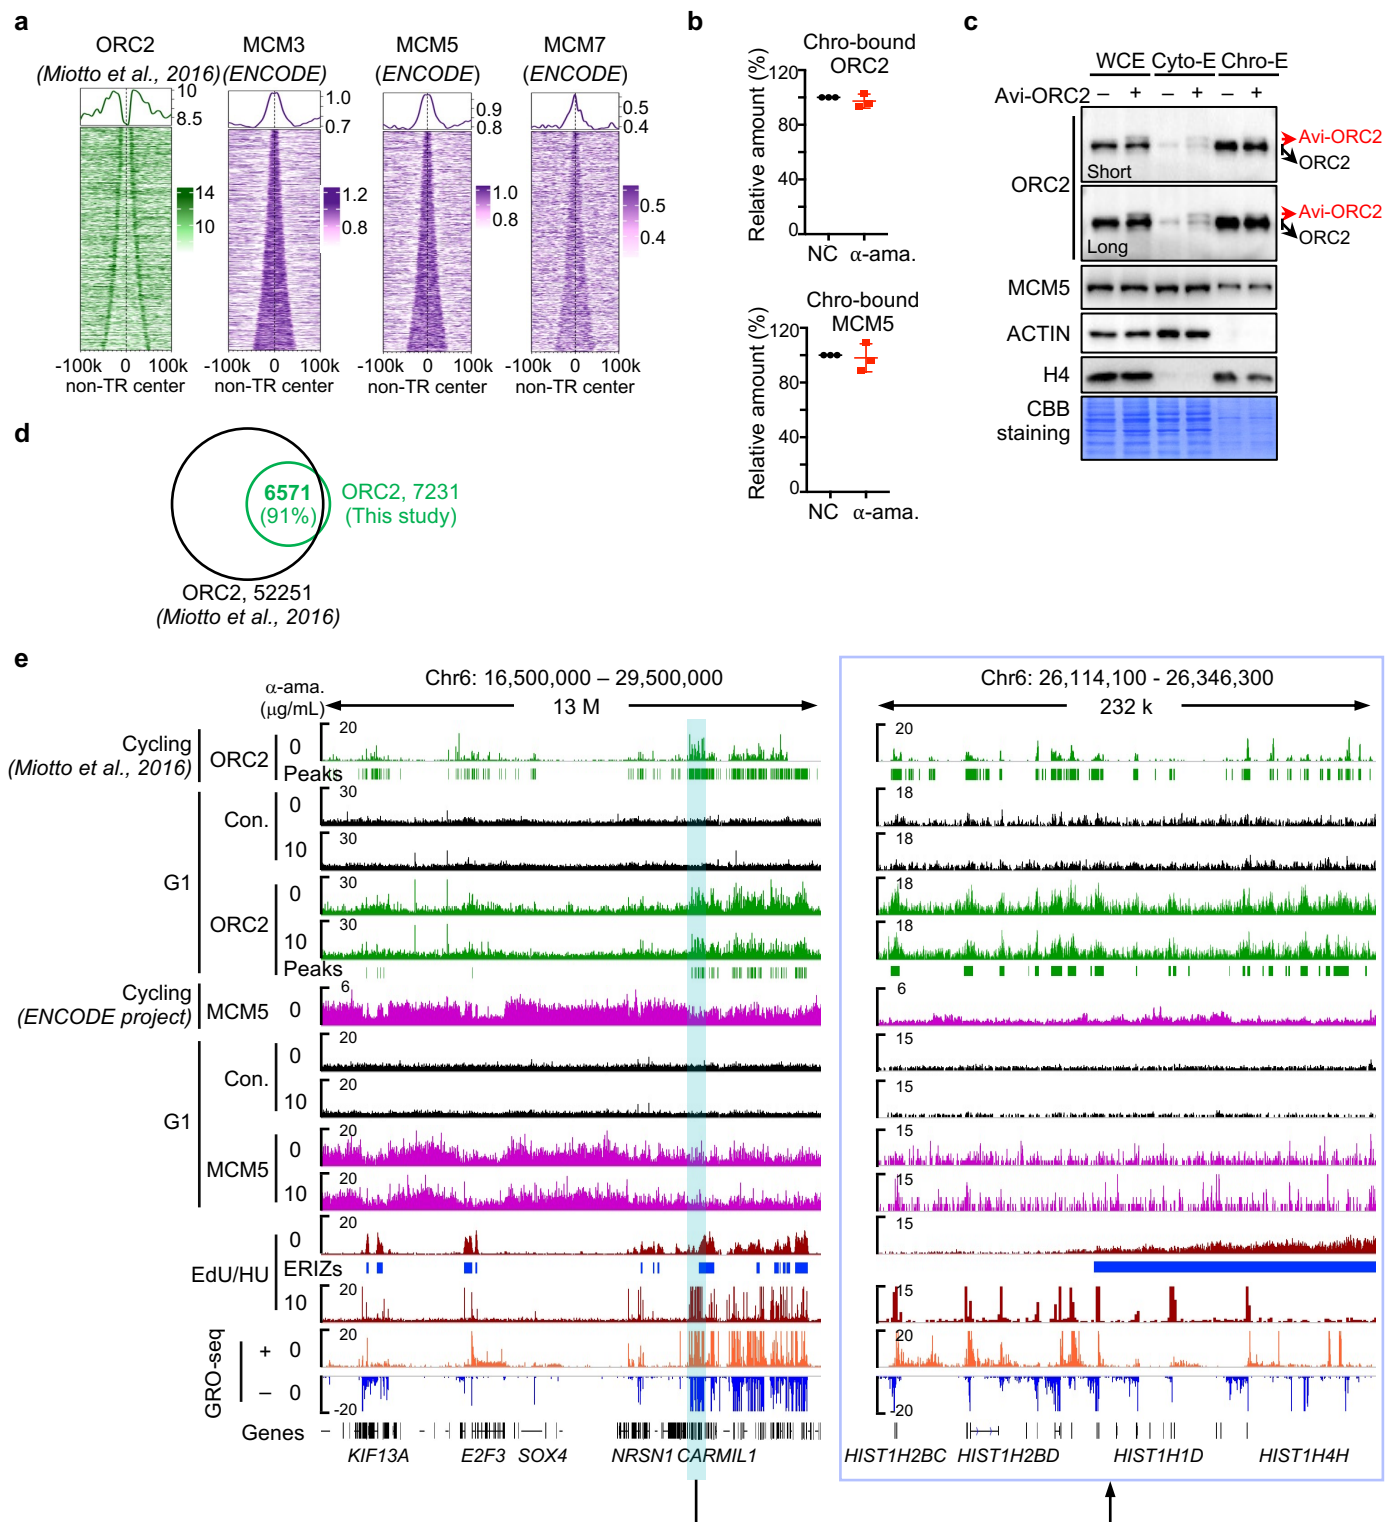 a
ORC2
(Miotto et al., 2016)
10
8.5
14
10
-100k 0 100k
non-TR center
MCM3
(ENCODE)
1.0
0.7
1.2
0.8
-100k 0 100k
non-TR center
MCM5
(ENCODE)
0.9
0.8
1.0
0.8
-100k 0 100k
non-TR center
MCM7
(ENCODE)
0.5
0.4
0.5
0.4
-100k 0 100k
non-TR center
b
Chro-bound
ORC2
Relative amount (%)
120
80
40
0
NC α-ama.
Chro-bound
MCM5
Relative amount (%)
120
80
40
0
NC α-ama.
c
WCE Cyto-E Chro-E
Avi-ORC2 – + – + – +
ORC2
Short
Avi-ORC2
ORC2
Long
Avi-ORC2
ORC2
MCM5
ACTIN
H4
CBB
staining
d
6571
(91%)
ORC2, 7231
(This study)
ORC2, 52251
(Miotto et al., 2016)
e
α-ama.
(μg/mL)
Chr6: 16,500,000 – 29,500,000
13 M
Chr6: 26,114,100 - 26,346,300
232 k
Cycling
(Miotto et al., 2016)
ORC2
0
20
20
Peaks
G1
Con.
0
30
18
10
30
18
ORC2
0
30
18
10
30
18
Peaks
Cycling
(ENCODE project)
MCM5
0
6
6
G1
Con.
0
20
15
10
20
15
MCM5
0
20
15
10
20
15
EdU/HU
0
20
15
ERIZs
10
20
15
GRO-seq
+ 0
20
20
– 0
-20
-20
Genes
KIF13A E2F3 SOX4 NRSN1 CARMIL1
HIST1H2BC HIST1H2BD HIST1H1D HIST1H4H